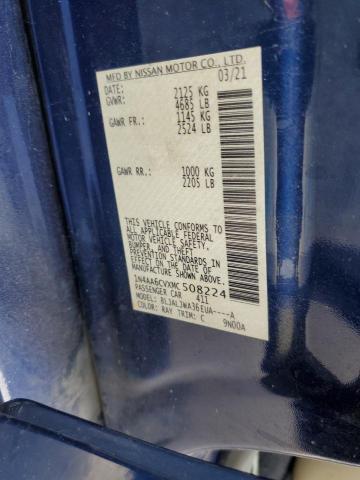 MFD BY NISSAN MOTOR CO., LTD.
DATE: 03/21
GVWR: 2125 KG
4685 LB
GAWR FR: 1145 KG
2524 LB
GAWR RR: 1000 KG
2205 LB
THIS VEHICLE CONFORMS TO
ALL APPLICABLE FEDERAL
MOTOR VEHICLE SAFETY,
BUMPER, AND THEFT
PREVENTION STANDARDS IN
EFFECT ON THE DATE OF
MANUFACTURE SHOWN ABOVE.
1N4AA6CVXMC508224
PASSENGER CAR 411
MODEL: BLJALJWA36EUA----A
COLOR: RAY TRIM: C 9N00A